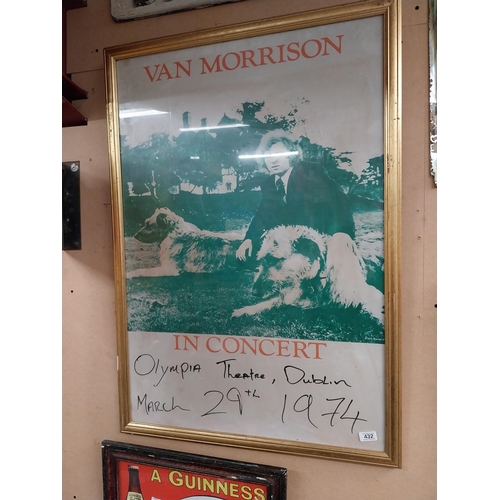 VAN MORRISON
IN CONCERT
Olympia Theatre, Dublin
March 29th 1974
432
A GUINNESS